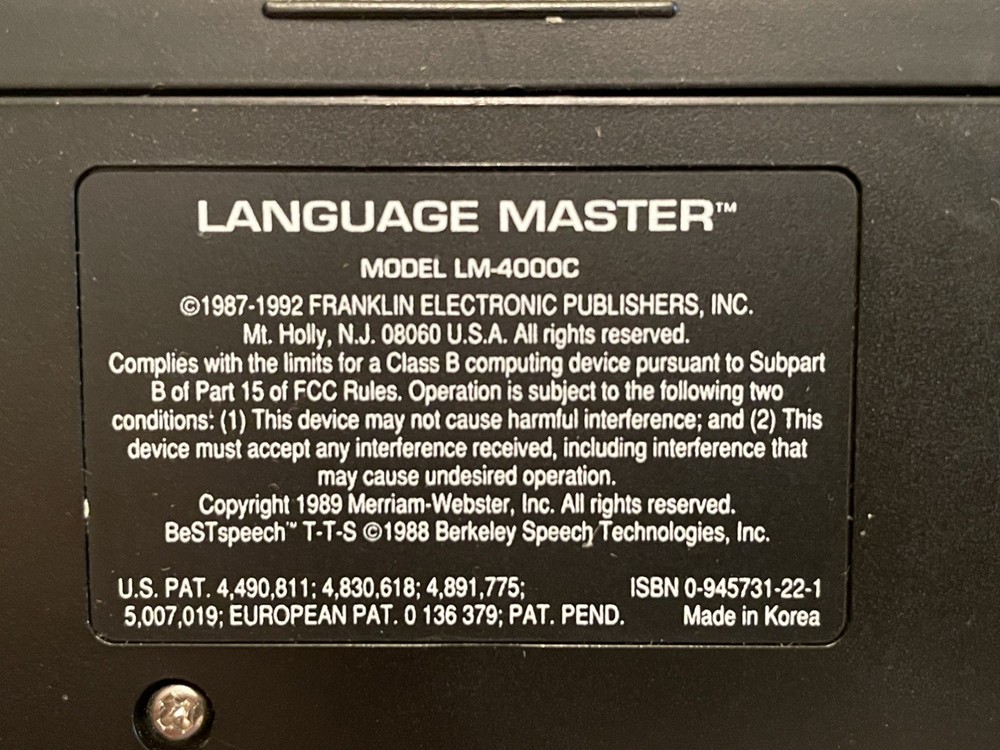 LANGUAGE MASTER™
MODEL LM-4000C
©1987-1992 FRANKLIN ELECTRONIC PUBLISHERS, INC.
Mt. Holly, N.J. 08060 U.S.A. All rights reserved.
Complies with the limits for a Class B computing device pursuant to Subpart
B of Part 15 of FCC Rules. Operation is subject to the following two
conditions: (1) This device may not cause harmful interference; and (2) This
device must accept any interference received, including interference that
may cause undesired operation.
Copyright 1989 Merriam-Webster, Inc. All rights reserved.
BeSTspeech™ T-T-S ©1988 Berkeley Speech Technologies, Inc.
U.S. PAT. 4,490,811; 4,830,618; 4,891,775; ISBN 0-945731-22-1
5,007,019; EUROPEAN PAT. 0 136 379; PAT. PEND. Made in Korea